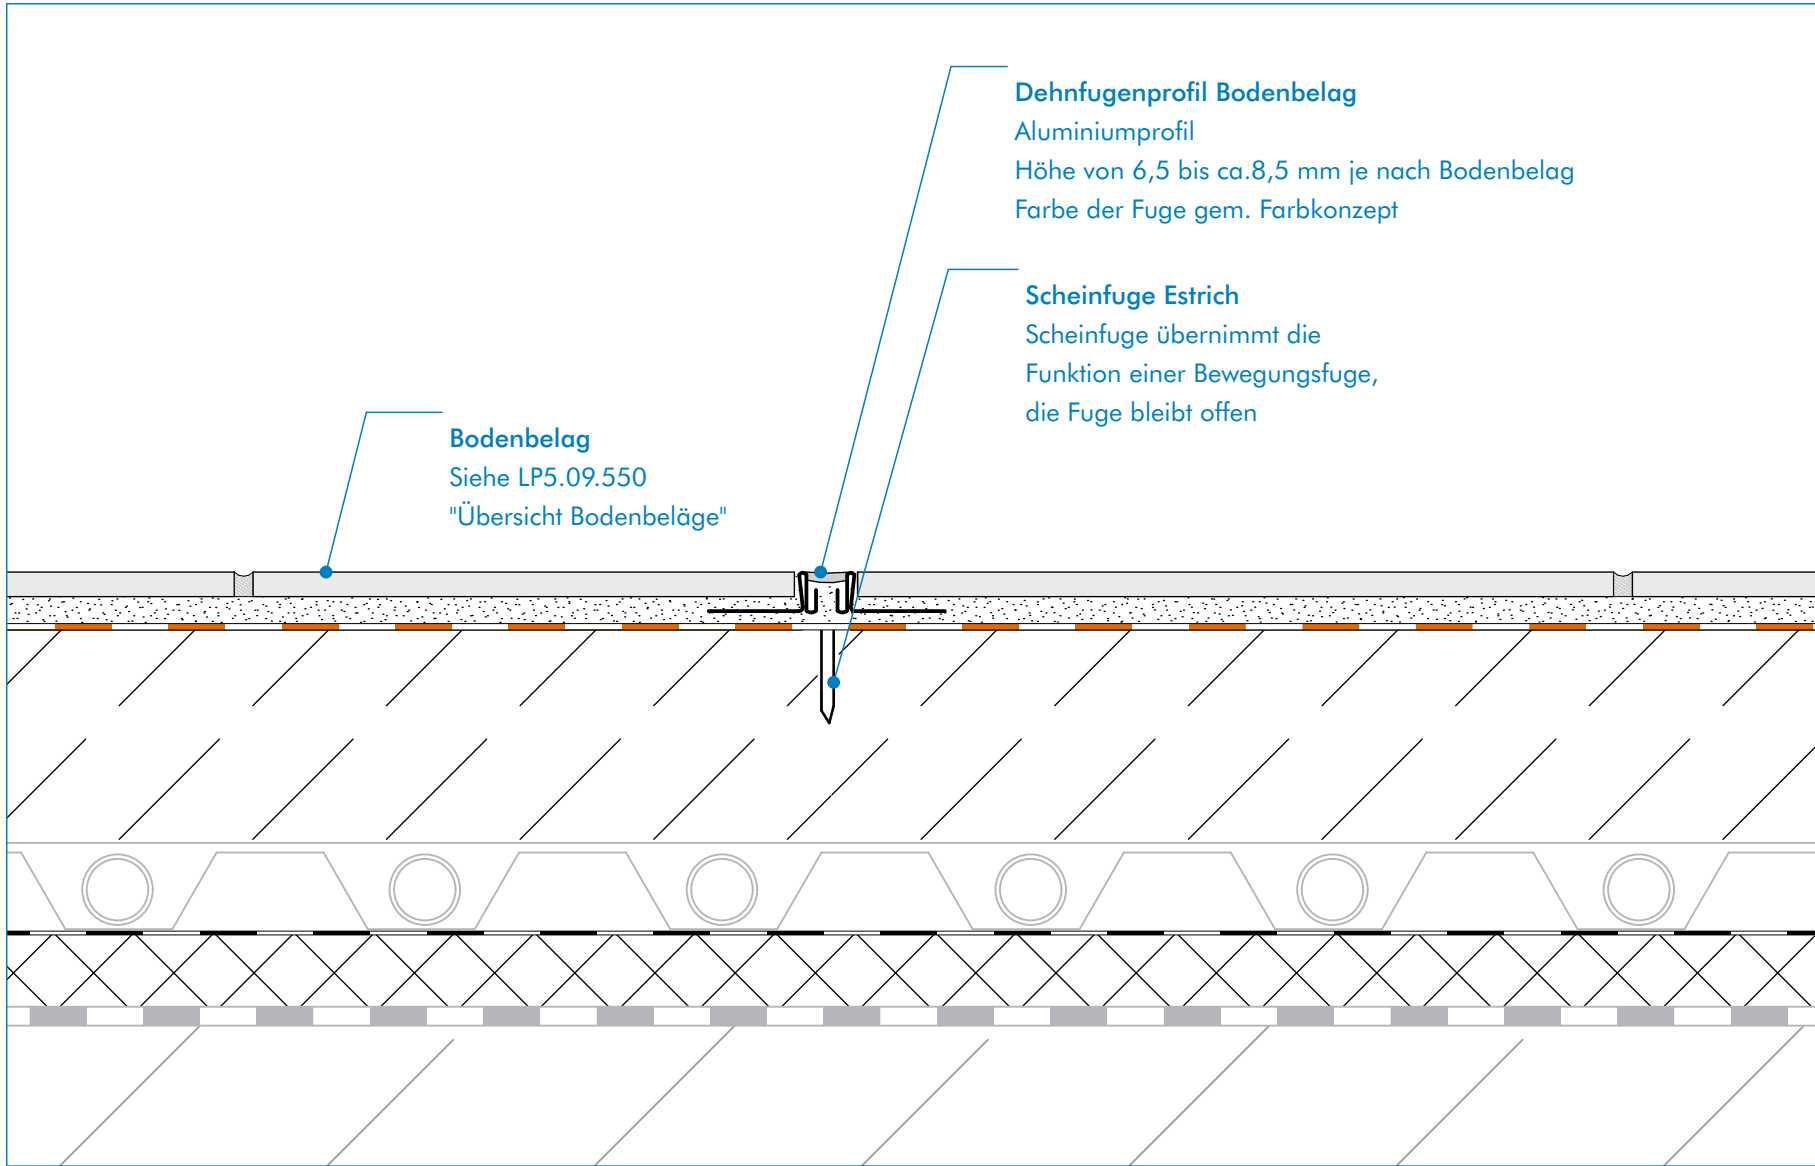 Dehnfugenprofil Bodenbelag
Aluminiumprofil
Höhe von 6,5 bis ca.8,5 mm je nach Bodenbelag
Farbe der Fuge gem. Farbkonzept
Scheinfuge Estrich
Scheinfuge übernimmt die
Funktion einer Bewegungsfuge,
die Fuge bleibt offen
Bodenbelag
Siehe LP5.09.550
"Übersicht Bodenbeläge"